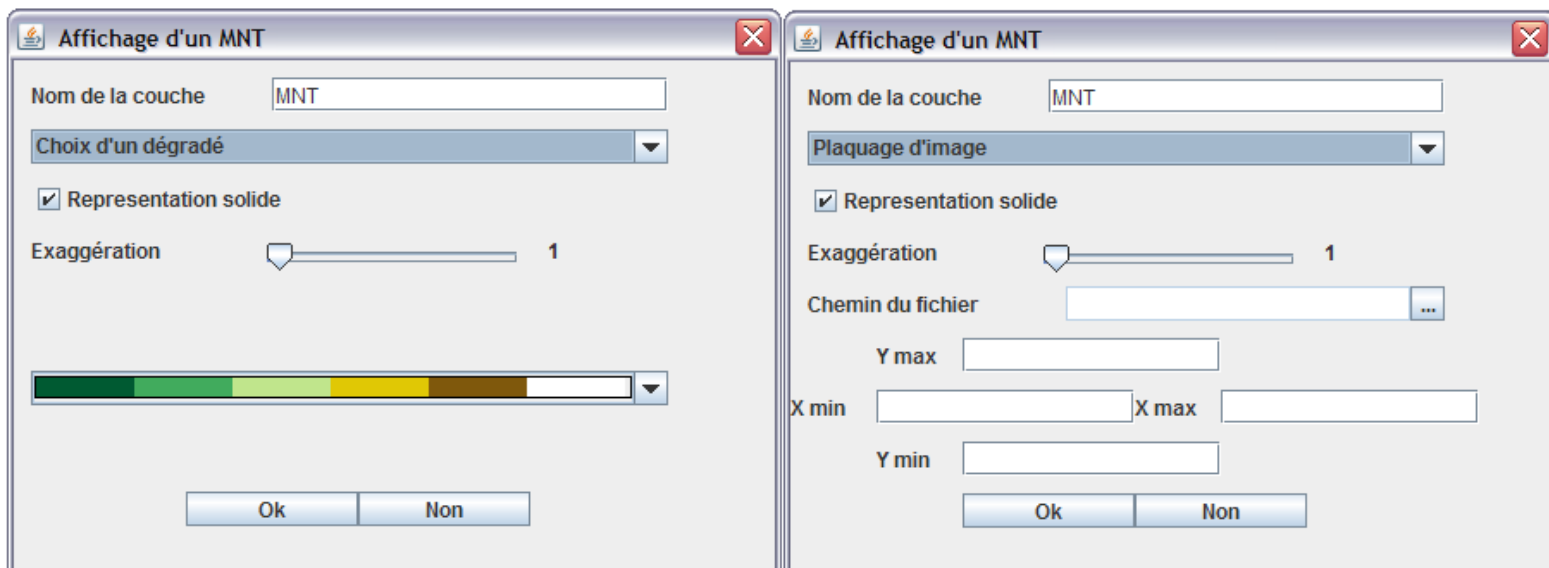 Affichage d'un MNT
Nom de la couche MNT
Choix d'un dégradé
Representation solide
Exaggération 1
Ok Non
Affichage d'un MNT
Nom de la couche MNT
Plaquage d'image
Representation solide
Exaggération 1
Chemin du fichier ...
Y max
X min X max
Y min
Ok Non